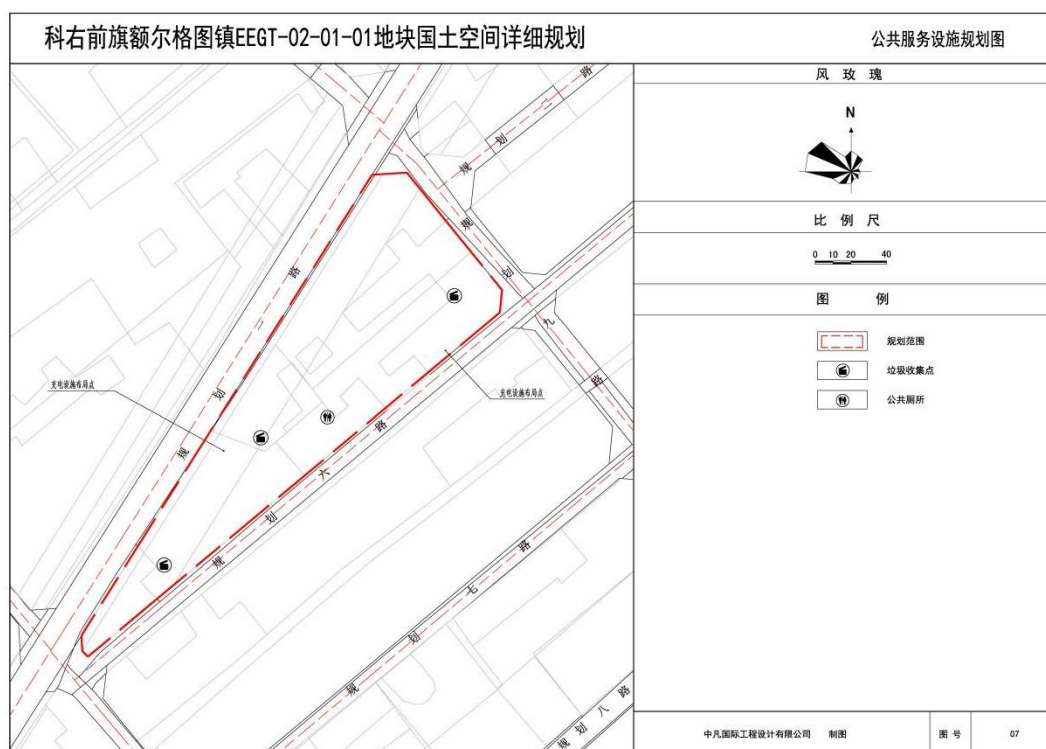 科右前旗额尔格图镇EEGT-02-01-01地块国土空间详细规划
公共服务设施规划图
风 玫 瑰
N
比 例 尺
0 10 20 40
图 例
规划范围
垃圾收集点
公共厕所
规划一路
规划一路
规划九路
充电设施布局点
充电设施布局点
规划六路
规划七路
规划八路
中凡国际工程设计有限公司 制图
图 号
07